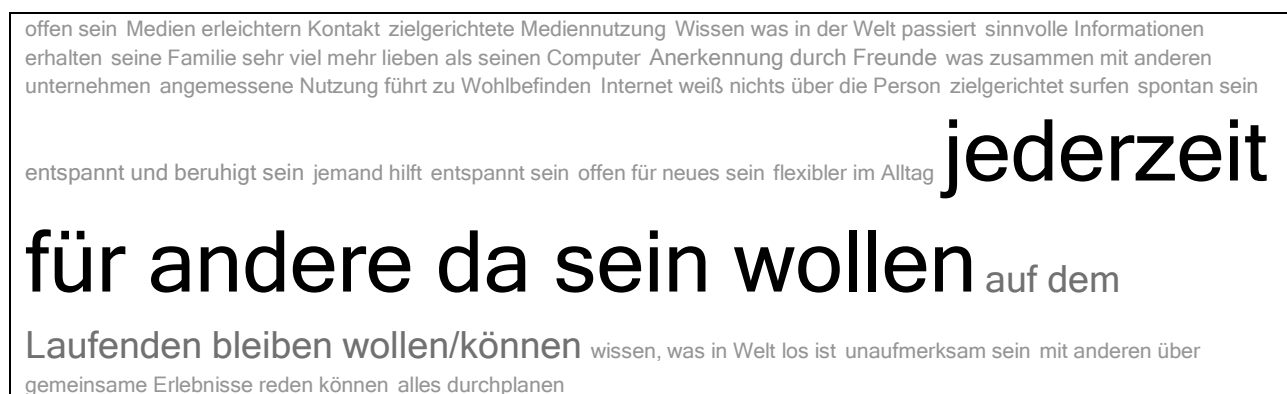 offen sein Medien erleichtern Kontakt zielgerichtete Mediennutzung Wissen was in der Welt passiert sinnvolle Informationen
erhalten seine Familie sehr viel mehr lieben als seinen Computer Anerkennung durch Freunde was zusammen mit anderen
unternehmen angemessene Nutzung führt zu Wohlbefinden Internet weiß nichts über die Person zielgerichtet surfen spontan sein
entspannt und beruhigt sein jemand hilft entspannt sein offen für neues sein flexibler im Alltag jederzeit
für andere da sein wollen auf dem
Laufenden bleiben wollen/können wissen, was in Welt los ist unaufmerksam sein mit anderen über
gemeinsame Erlebnisse reden können alles durchplanen